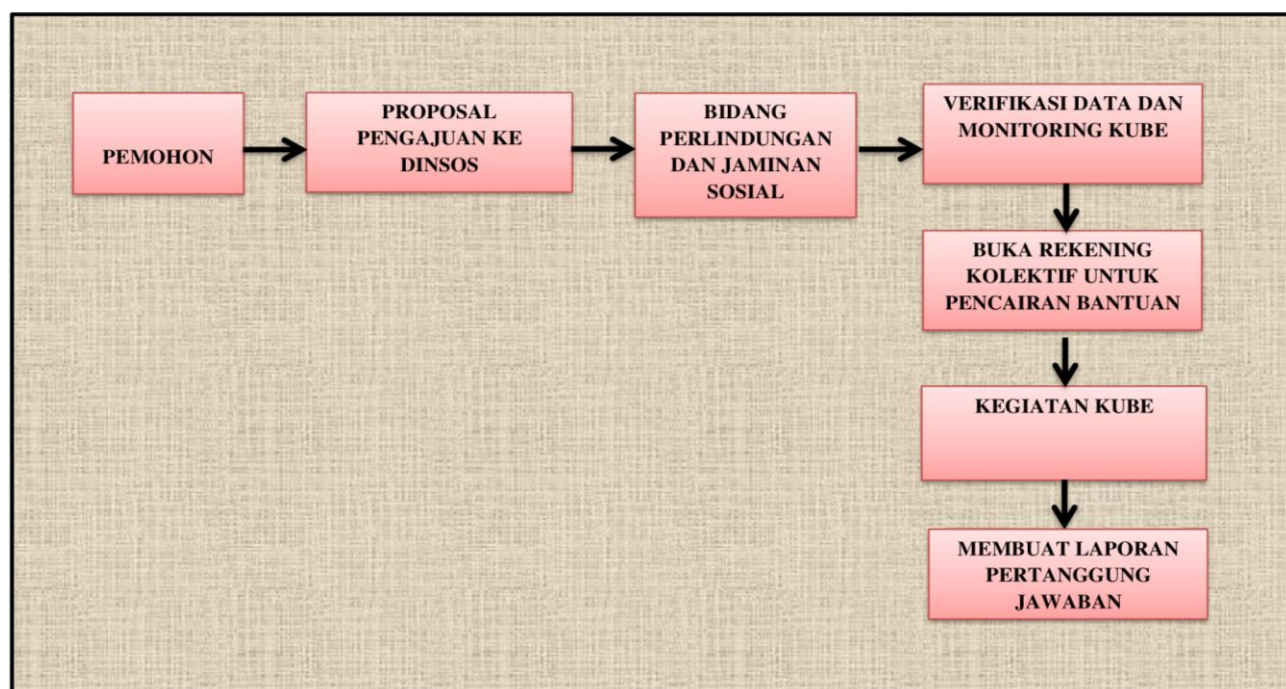 PEMOHON
PROPOSAL
PENGAJUAN KE
DINSOS
BIDANG
PERLINDUNGAN
DAN JAMINAN
SOSIAL
VERIFIKASI DATA DAN
MONITORING KUBE
BUKA REKENING
KOLEKTIF UNTUK
PENCAIRAN BANTUAN
KEGIATAN KUBE
MEMBUAT LAPORAN
PERTANGGUNG
JAWABAN